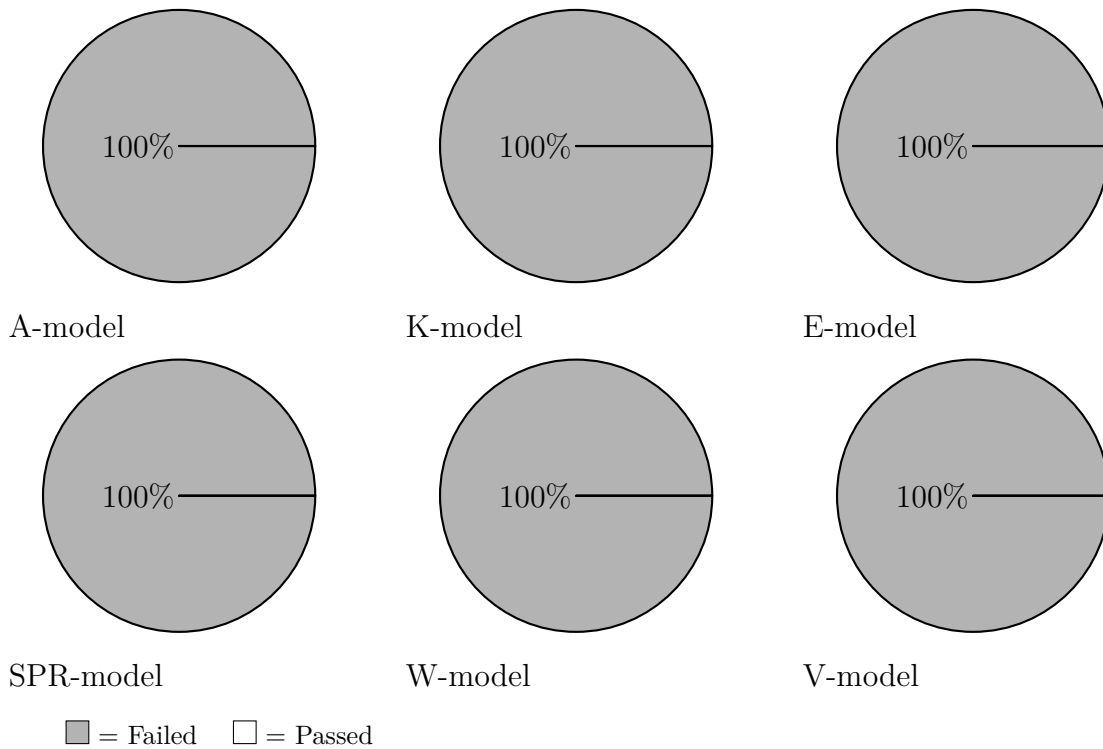 100% 100% 100%
A-model K-model E-model
100% 100% 100%
SPR-model W-model V-model
= Failed = Passed